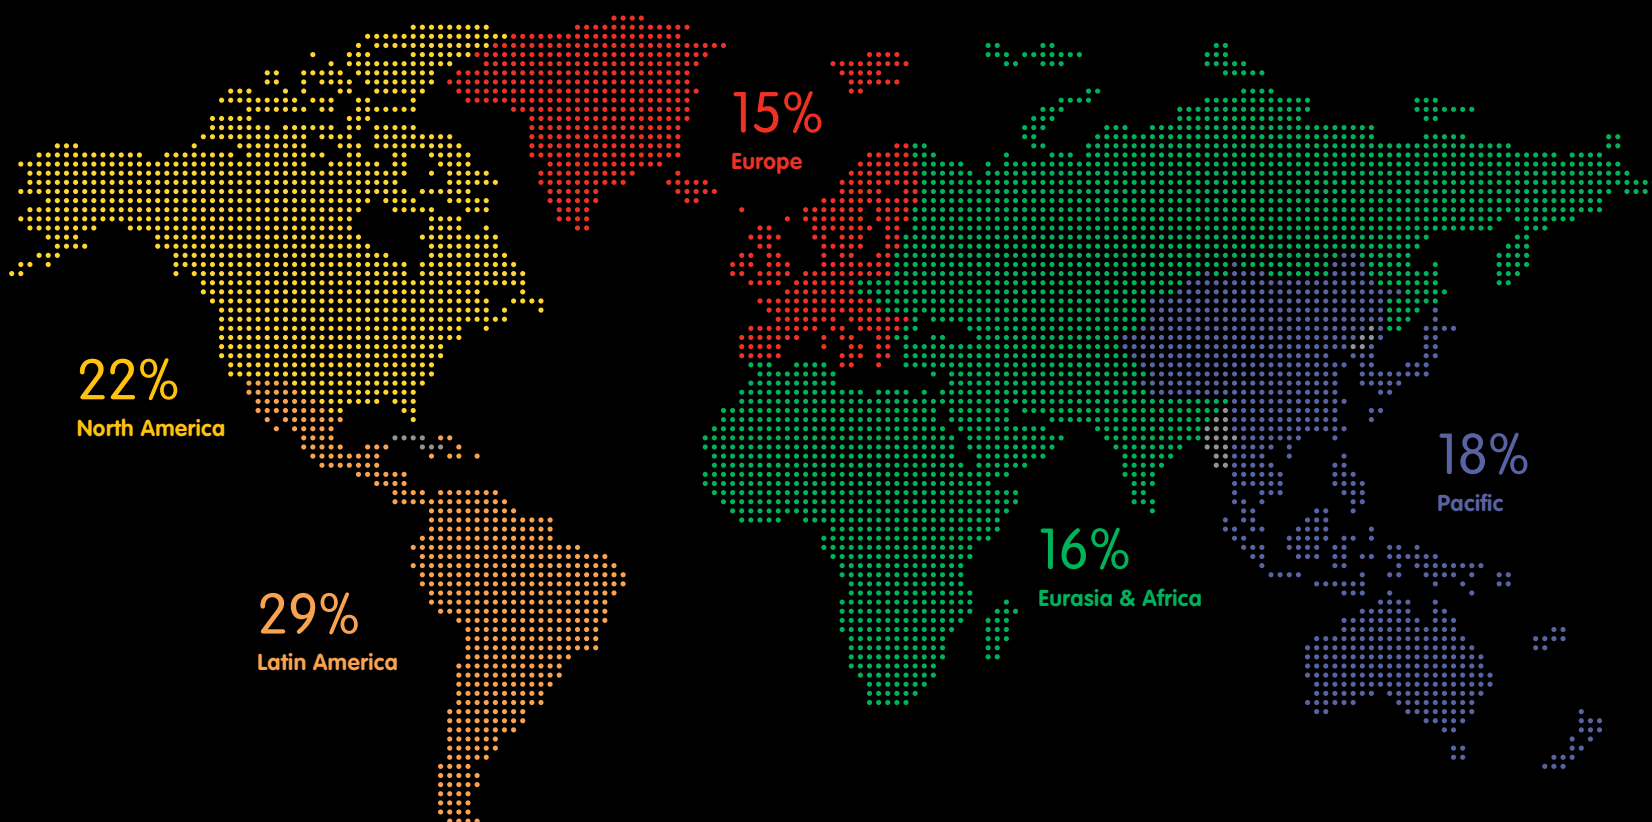 15%
Europe
22%
North America
18%
Pacific
16%
Eurasia & Africa
29%
Latin America